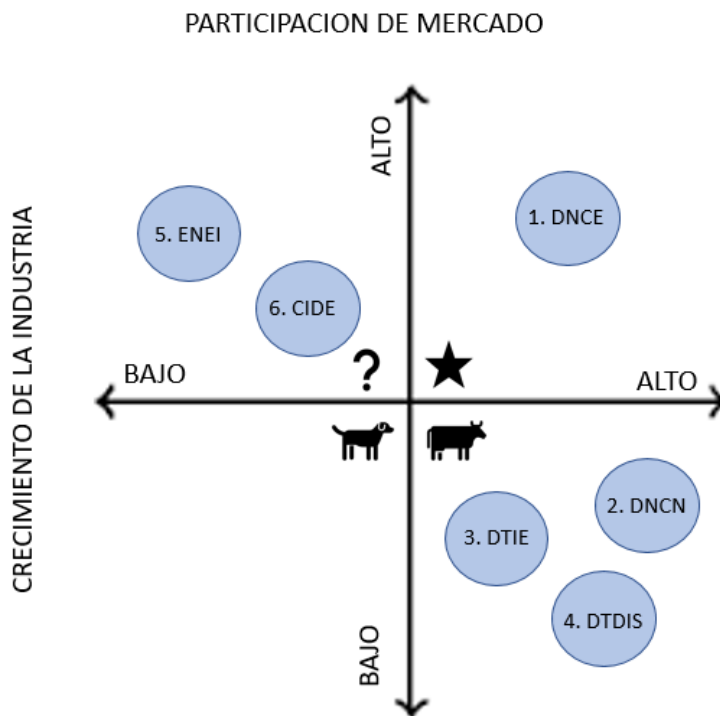 PARTICIPACION DE MERCADO
ALTO
1. DNCE
5. ENEI
6. CIDE
CRECIMIENTO DE LA INDUSTRIA
?
BAJO
ALTO
2. DNCN
3. DTIE
4. DTDIS
BAJO